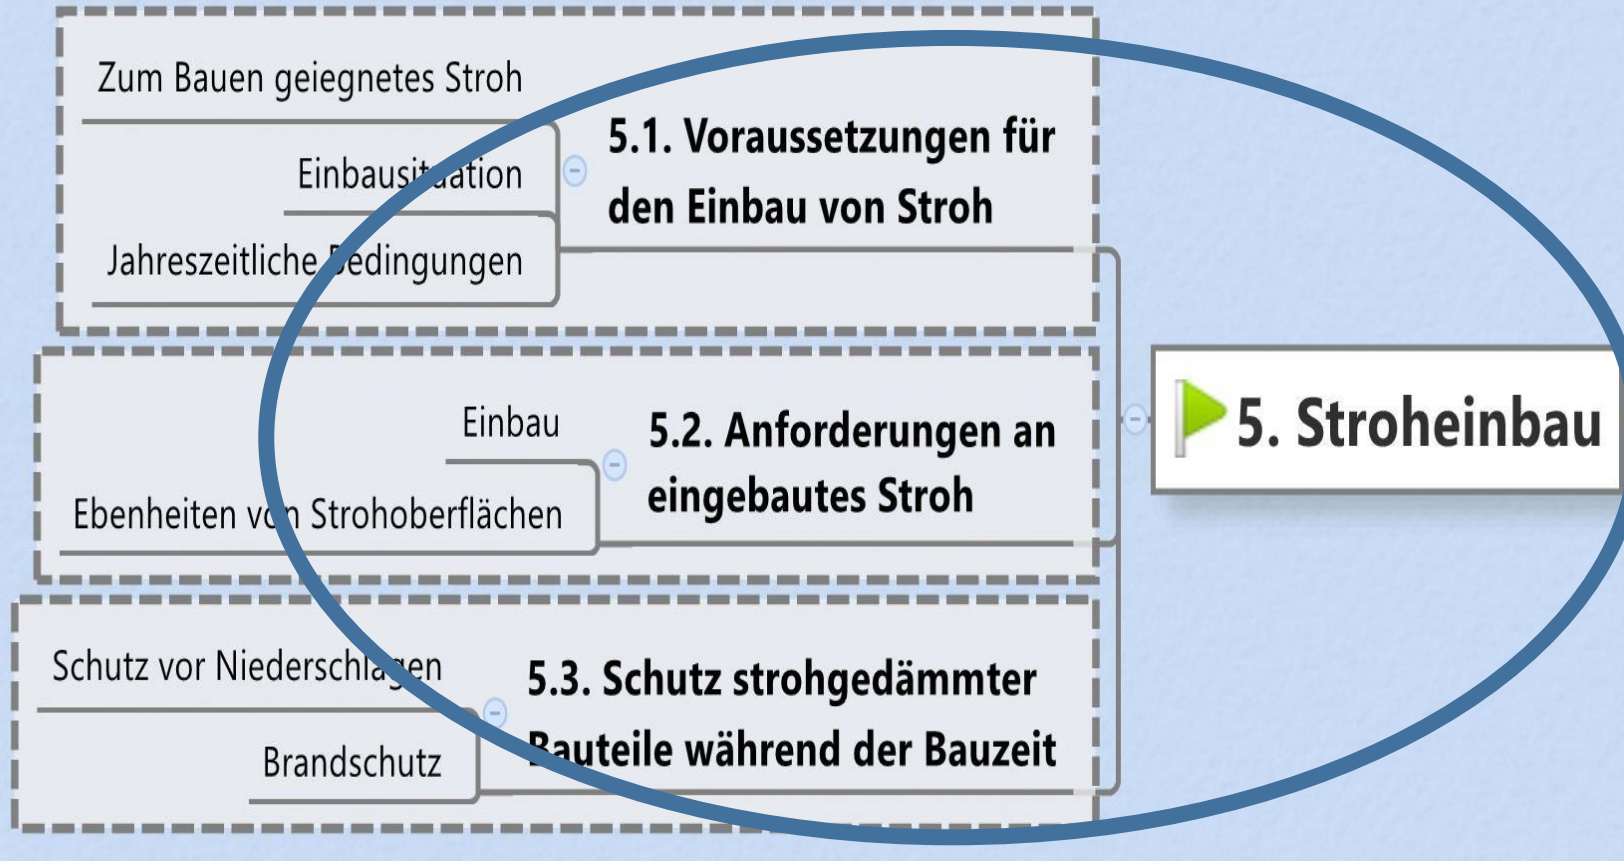 Zum Bauen geiegnetes Stroh
Einbausituation
Jahreszeitliche Bedingungen
5.1. Voraussetzungen für
den Einbau von Stroh
Einbau
Ebenheiten von Strohoberflächen
5.2. Anforderungen an
eingebautes Stroh
Schutz vor Niederschlägen
Brandschutz
5.3. Schutz strohgedämmter
Bauteile während der Bauzeit
5. Stroheinbau